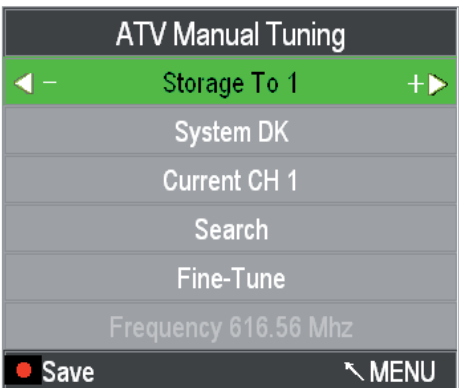 ATV Manual Tuning
− Storage To 1 +
System DK
Current CH 1
Search
Fine-Tune
Frequency 616.56 Mhz
Save MENU